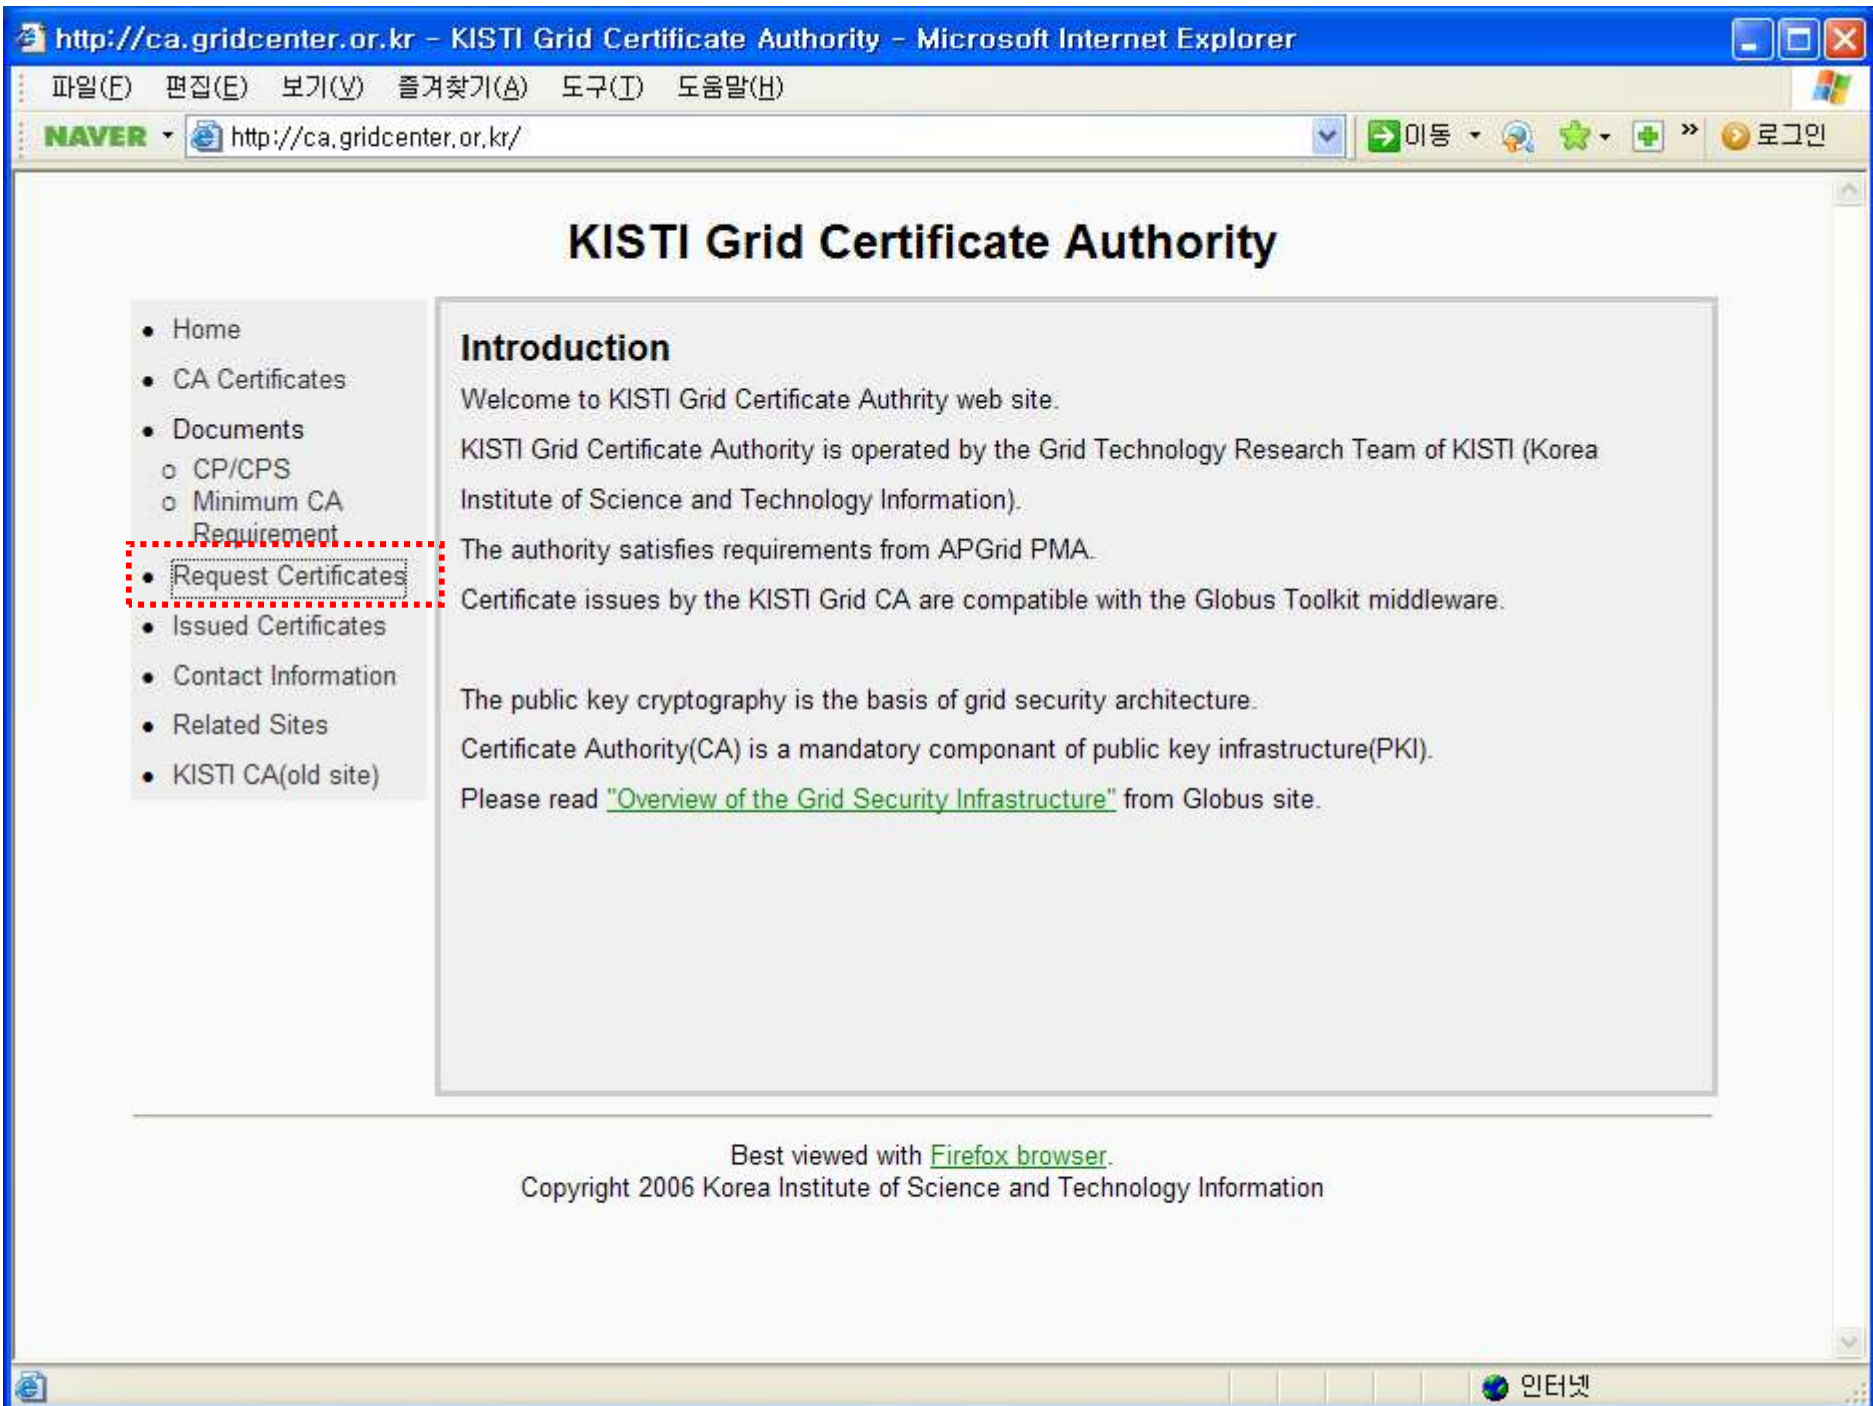 http://ca.gridcenter.or.kr - KISTI Grid Certificate Authority - Microsoft Internet Explorer
파일(F) 편집(E) 보기(V) 즐겨찾기(A) 도구(T) 도움말(H)
NAVER http://ca.gridcenter.or.kr/ 이동 » 로그인
KISTI Grid Certificate Authority
Home
CA Certificates
Documents
CP/CPS
Minimum CA
Requirement
Request Certificates
Issued Certificates
Contact Information
Related Sites
KISTI CA(old site)
Introduction
Welcome to KISTI Grid Certificate Authrity web site.
KISTI Grid Certificate Authority is operated by the Grid Technology Research Team of KISTI (Korea
Institute of Science and Technology Information).
The authority satisfies requirements from APGrid PMA.
Certificate issues by the KISTI Grid CA are compatible with the Globus Toolkit middleware.
The public key cryptography is the basis of grid security architecture.
Certificate Authority(CA) is a mandatory componant of public key infrastructure(PKI).
Please read "Overview of the Grid Security Infrastructure" from Globus site.
Best viewed with Firefox browser.
Copyright 2006 Korea Institute of Science and Technology Information
인터넷